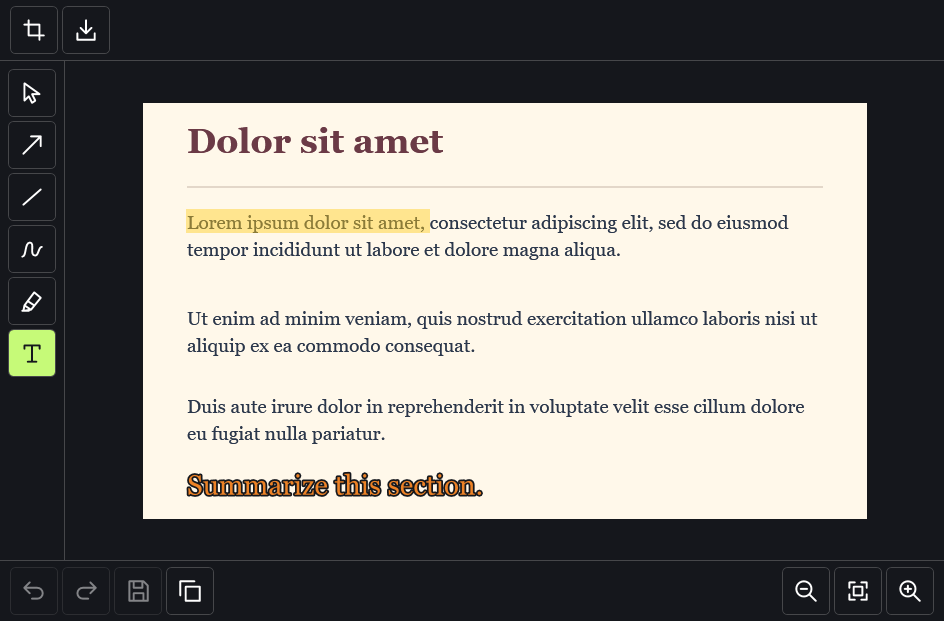 Dolor sit amet
Lorem ipsum dolor sit amet, consectetur adipiscing elit, sed do eiusmod
tempor incididunt ut labore et dolore magna aliqua.
Ut enim ad minim veniam, quis nostrud exercitation ullamco laboris nisi ut
aliquip ex ea commodo consequat.
Duis aute irure dolor in reprehenderit in voluptate velit esse cillum dolore
eu fugiat nulla pariatur.
Summarize this section.